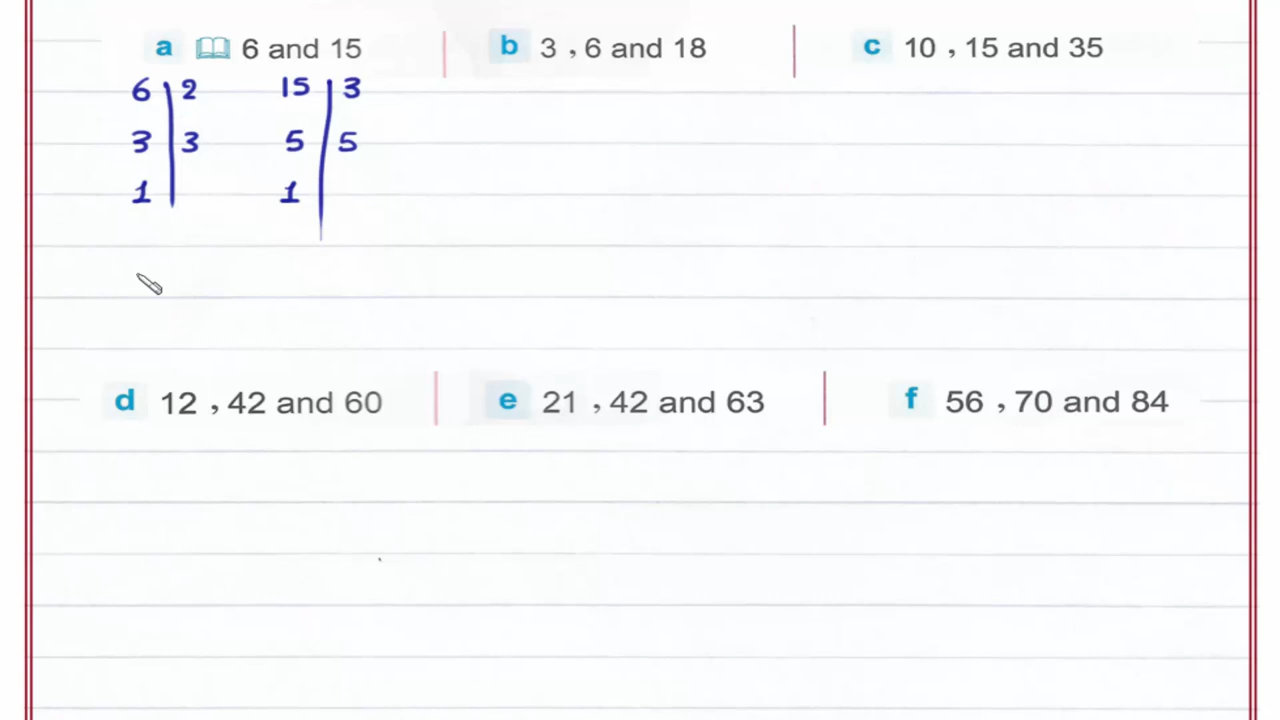 a 6 and 15 b 3 , 6 and 18 c 10 , 15 and 35
6 2 15 3
3 3 5 5
1 1
d 12 , 42 and 60 e 21 , 42 and 63 f 56 , 70 and 84